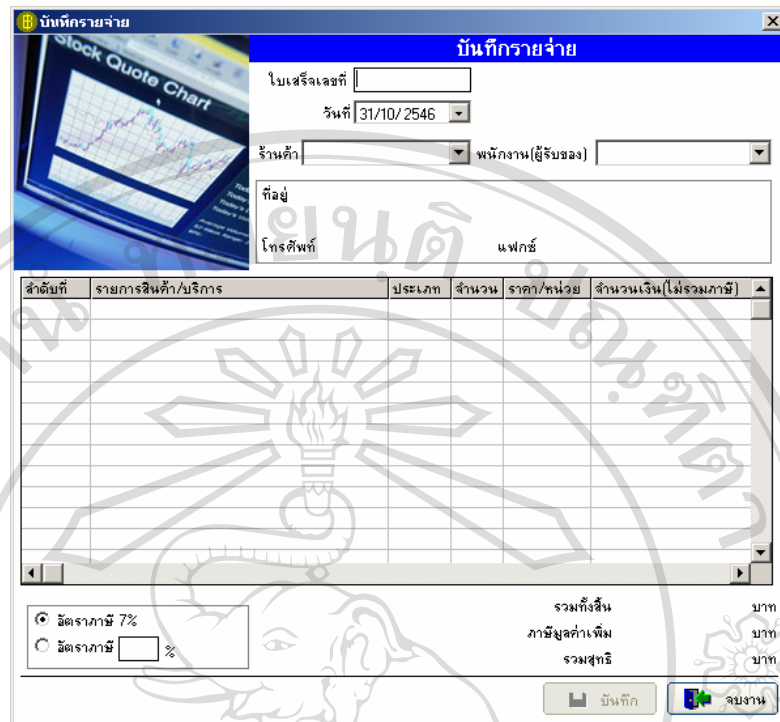 บันทึกรายจ่าย
บันทึกรายจ่าย
Stock Quote Chart
ใบเสร็จเลขที่
วันที่ 31/10/2546
ร้านค้า พนักงาน(ผู้รับของ)
ที่อยู่
โทรศัพท์ แฟกซ์
ลำดับที่ รายการสินค้า/บริการ ประเภท จำนวน ราคา/หน่วย จำนวนเงิน(ไม่รวมภาษี)
อัตราภาษี 7%
อัตราภาษี %
รวมทั้งสิ้น บาท
ภาษีมูลค่าเพิ่ม บาท
รวมสุทธิ บาท
บันทึก จบงาน